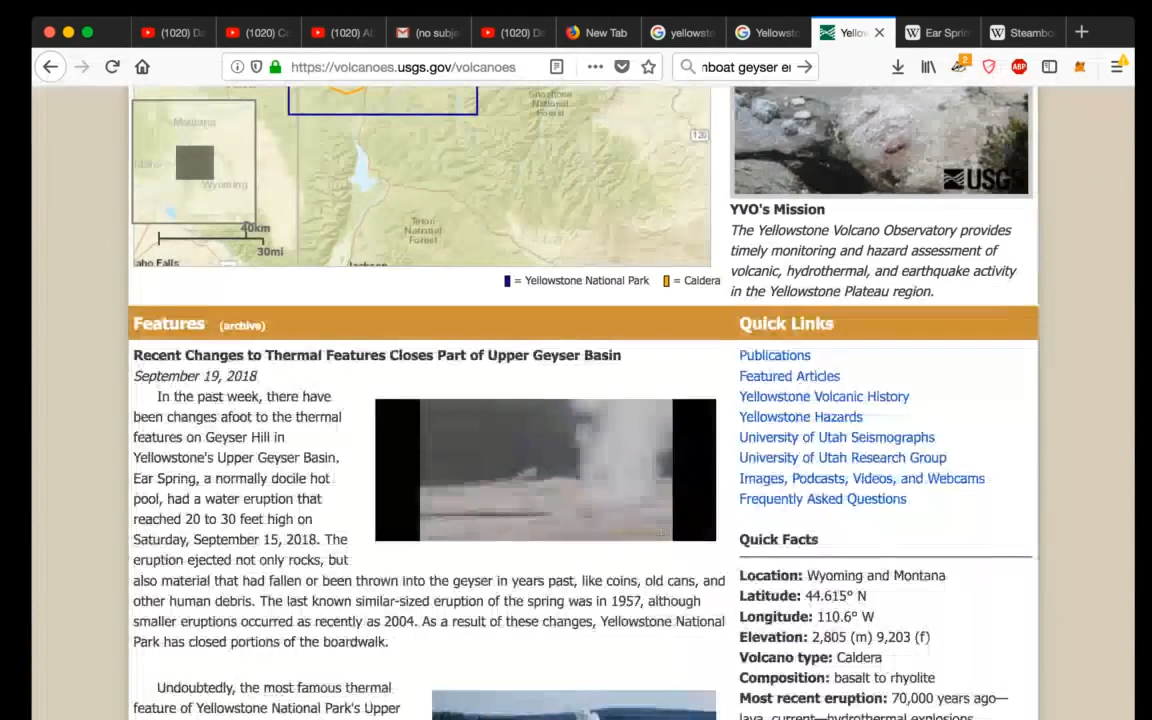 (1020) D
(1020) C
(1020) A
(no subje
(1020) D
New Tab
yellowst
Yellowst
Yellow
Ear Sprin
Steambo
https://volcanoes.usgs.gov/volcanoes
nboat geyser e
2
ABP
Montana
Idaho
Wyoming
40km
30mi
aho Falls
Shoshone
National
Forest
120
Teton
National
Forest
Jackson
= Yellowstone National Park
= Caldera
USGS
YVO's Mission
The Yellowstone Volcano Observatory provides
timely monitoring and hazard assessment of
volcanic, hydrothermal, and earthquake activity
in the Yellowstone Plateau region.
Features (archive)
Recent Changes to Thermal Features Closes Part of Upper Geyser Basin
September 19, 2018
In the past week, there have
been changes afoot to the thermal
features on Geyser Hill in
Yellowstone's Upper Geyser Basin.
Ear Spring, a normally docile hot
pool, had a water eruption that
reached 20 to 30 feet high on
Saturday, September 15, 2018. The
eruption ejected not only rocks, but
also material that had fallen or been thrown into the geyser in years past, like coins, old cans, and
other human debris. The last known similar-sized eruption of the spring was in 1957, although
smaller eruptions occurred as recently as 2004. As a result of these changes, Yellowstone National
Park has closed portions of the boardwalk.
Undoubtedly, the most famous thermal
feature of Yellowstone National Park's Upper
Quick Links
Publications
Featured Articles
Yellowstone Volcanic History
Yellowstone Hazards
University of Utah Seismographs
University of Utah Research Group
Images, Podcasts, Videos, and Webcams
Frequently Asked Questions
Quick Facts
Location: Wyoming and Montana
Latitude: 44.615° N
Longitude: 110.6° W
Elevation: 2,805 (m) 9,203 (f)
Volcano type: Caldera
Composition: basalt to rhyolite
Most recent eruption: 70,000 years ago—
lava, current—hydrothermal explosions